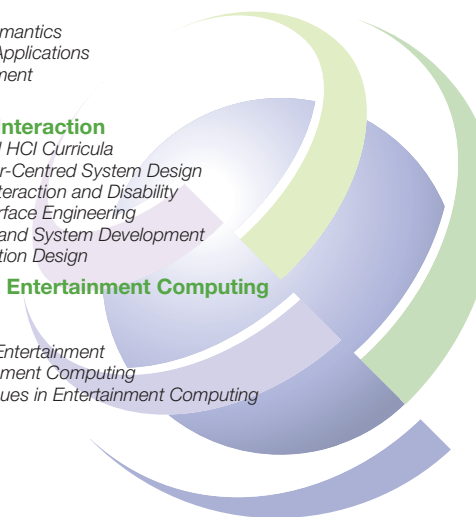 mantics
Applications
ment
nteraction
HCI Curricula
r-Centred System Design
teraction and Disability
rface Engineering
and System Development
tion Design
Entertainment Computing
Entertainment
ment Computing
ues in Entertainment Computing